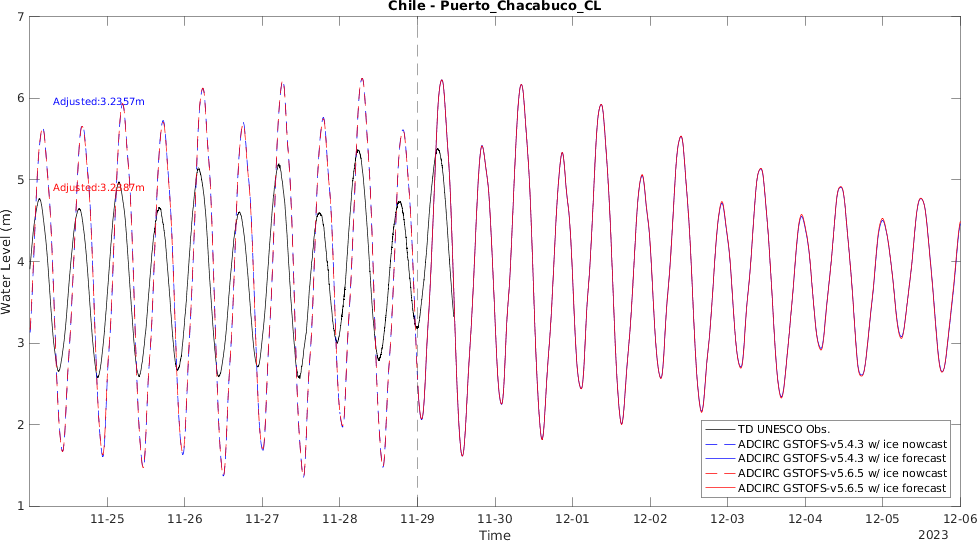 Chile - Puerto_Chacabuco_CL
7
6
5
4
3
2
1
Water Level (m)
Adjusted:3.2357m
Adjusted:3.2387m
TD UNESCO Obs.
ADCIRC GSTOFS-v5.4.3 w/ ice nowcast
ADCIRC GSTOFS-v5.4.3 w/ ice forecast
ADCIRC GSTOFS-v5.6.5 w/ ice nowcast
ADCIRC GSTOFS-v5.6.5 w/ ice forecast
11-25 11-26 11-27 11-28 11-29 11-30 12-01 12-02 12-03 12-04 12-05 12-06
Time
2023